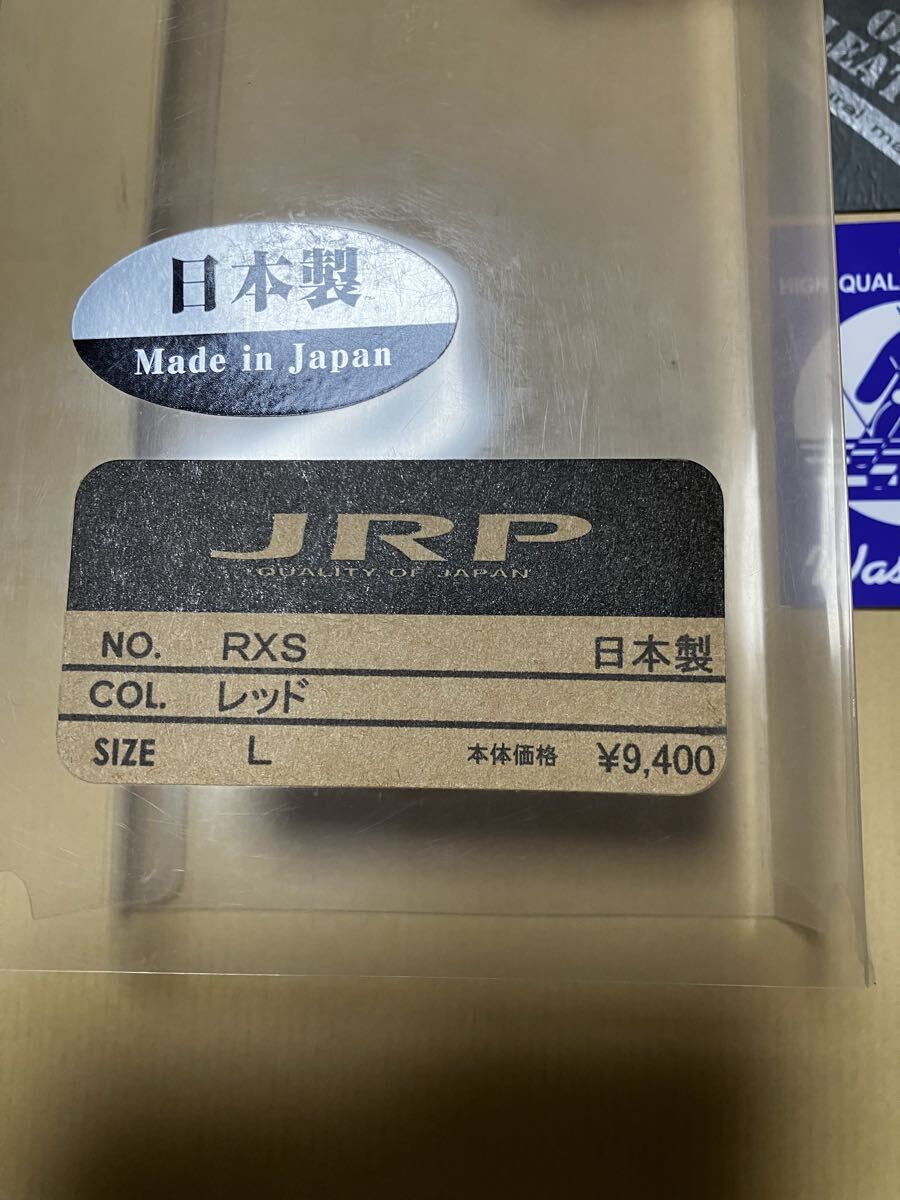 日本製
Made in Japan
JRP
QUALITY OF JAPAN
NO. RXS 日本製
COL. レッド
SIZE L 本体価格 ¥9,400
HIGH QUAL